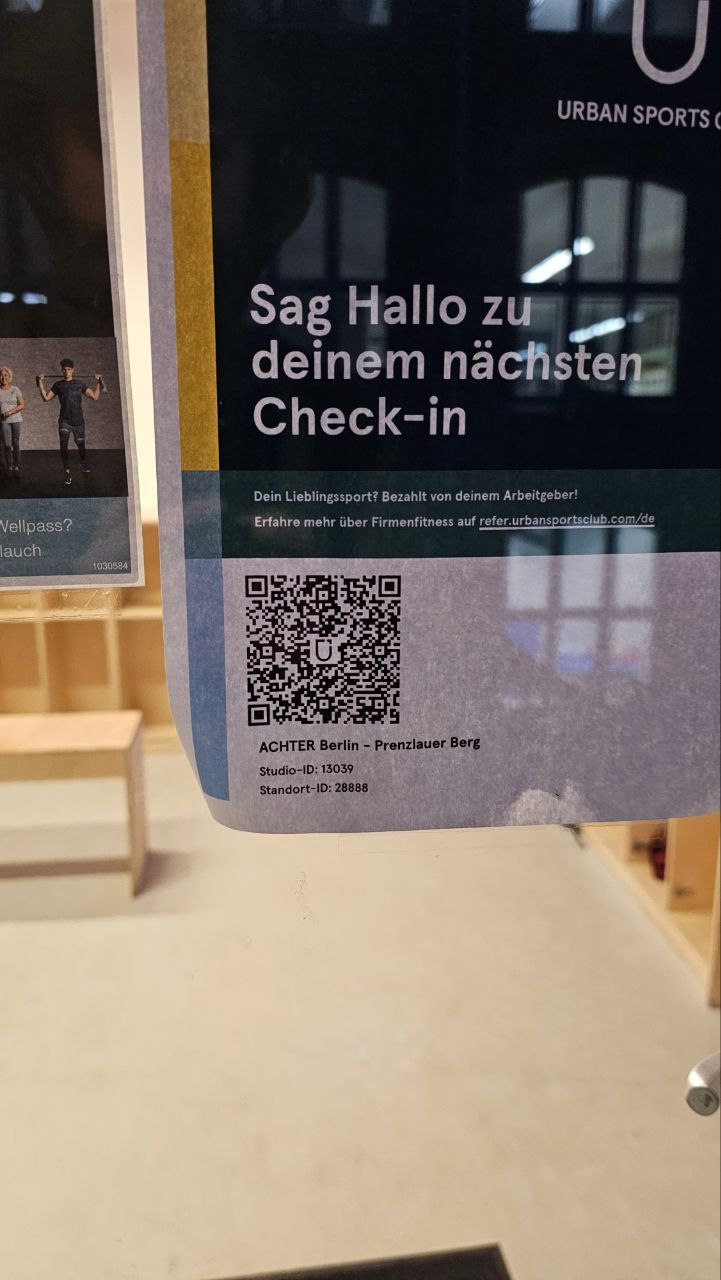 Ü
URBAN SPORTS
Sag Hallo zu
deinem nächsten
Check-in
Dein Lieblingssport? Bezahlt von deinem Arbeitgeber!
Erfahre mehr über Firmenfitness auf refer.urbansportsclub.com/de
Ü
ACHTER Berlin - Prenzlauer Berg
Studio-ID: 13039
Standort-ID: 28888
Wellpass?
1030584